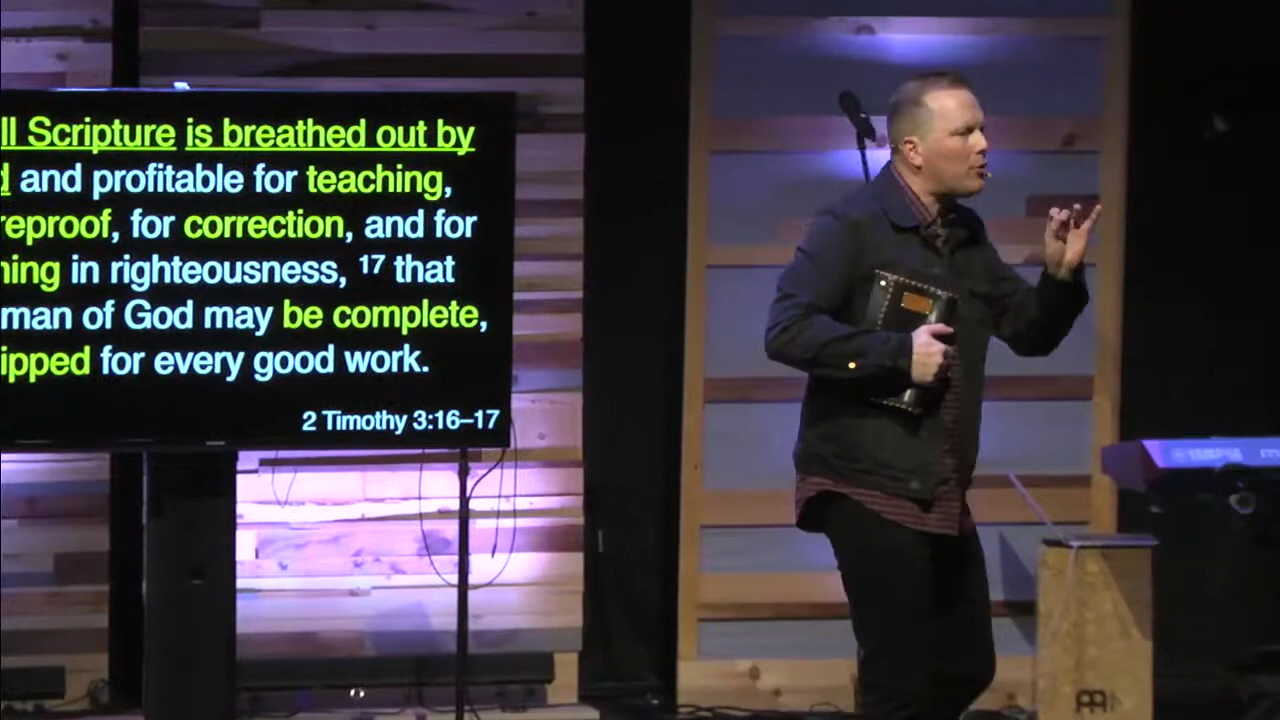 ll Scripture is breathed out by
d and profitable for teaching,
reproof, for correction, and for
ning in righteousness, 17 that
man of God may be complete,
ipped for every good work.
2 Timothy 3:16–17
YAMAHA